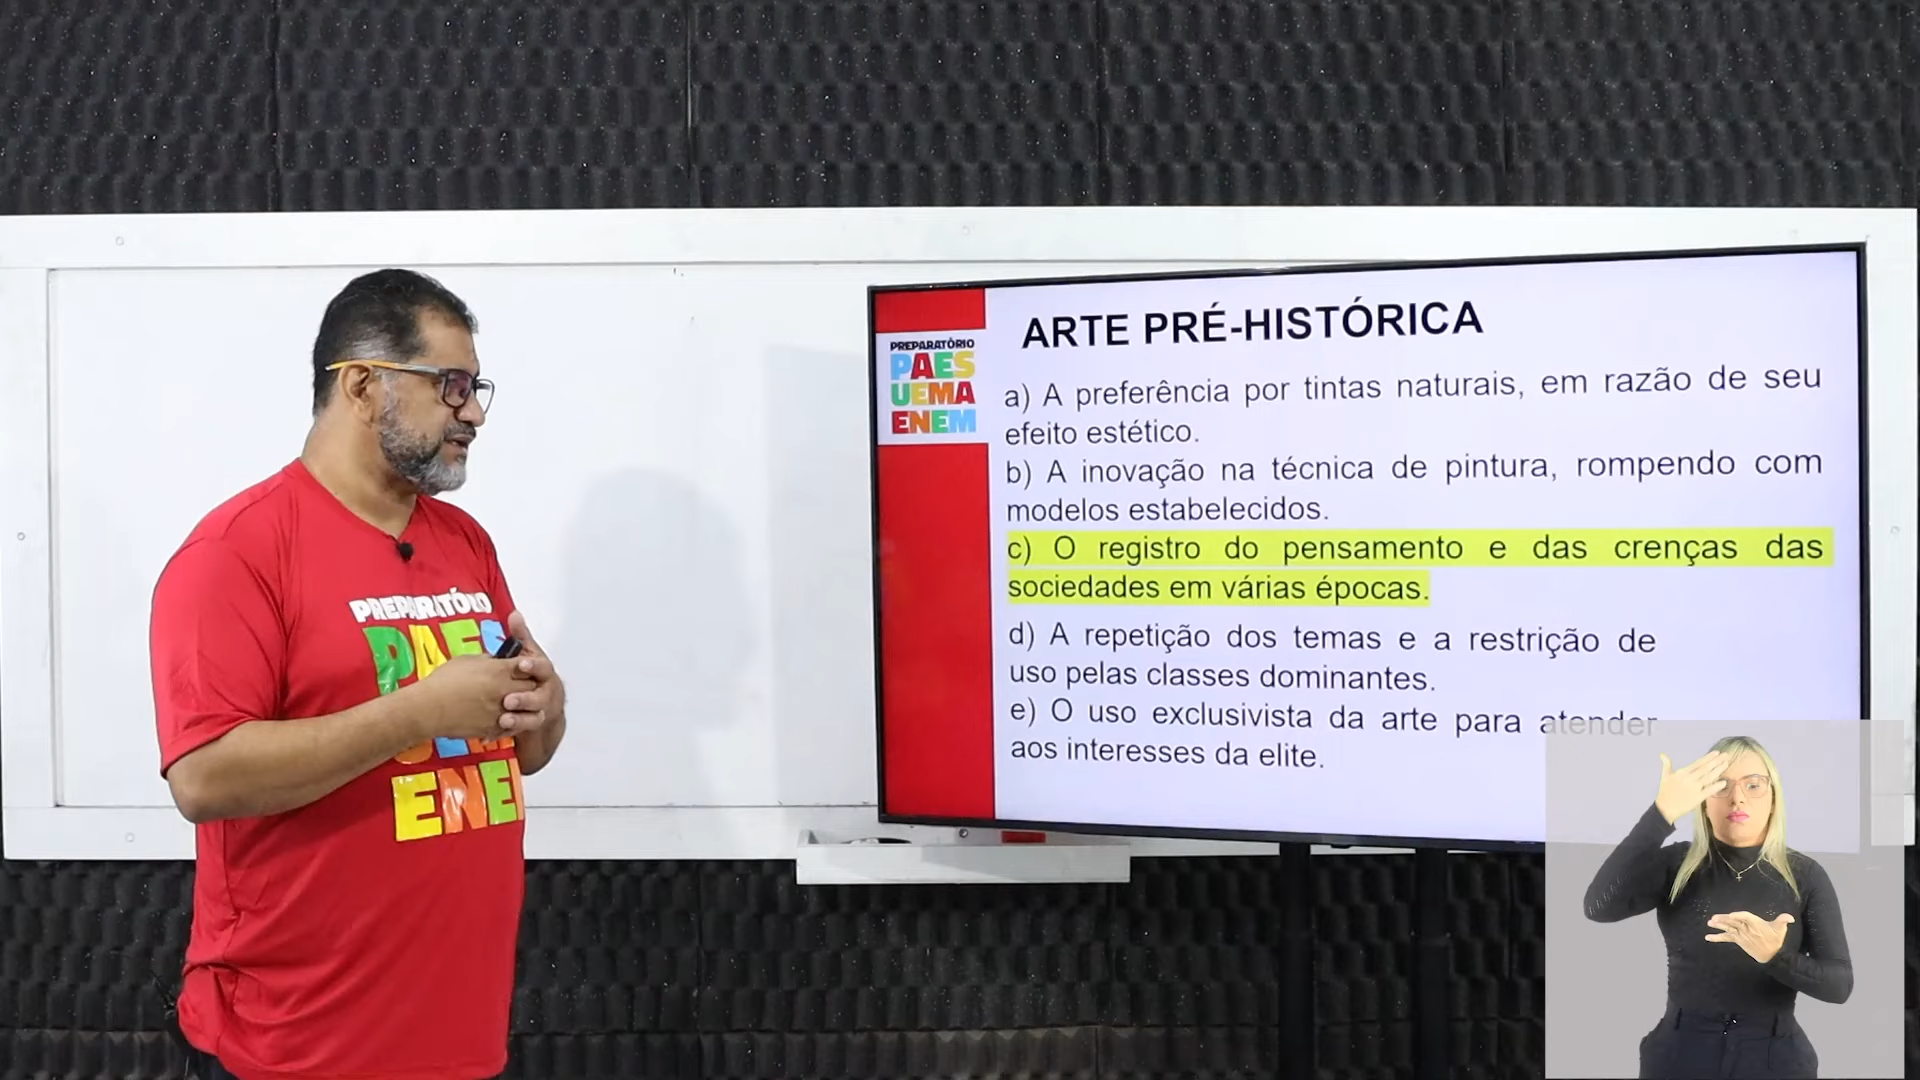 ARTE PRÉ-HISTÓRICA
PREPARATÓRIO
PAES
UEMA
ENEM
a) A preferência por tintas naturais, em razão de seu
efeito estético.
b) A inovação na técnica de pintura, rompendo com
modelos estabelecidos.
c) O registro do pensamento e das crenças das
sociedades em várias épocas.
d) A repetição dos temas e a restrição de
uso pelas classes dominantes.
e) O uso exclusivista da arte para atender
aos interesses da elite.
PREPARATÓRIO
PAES
ENE